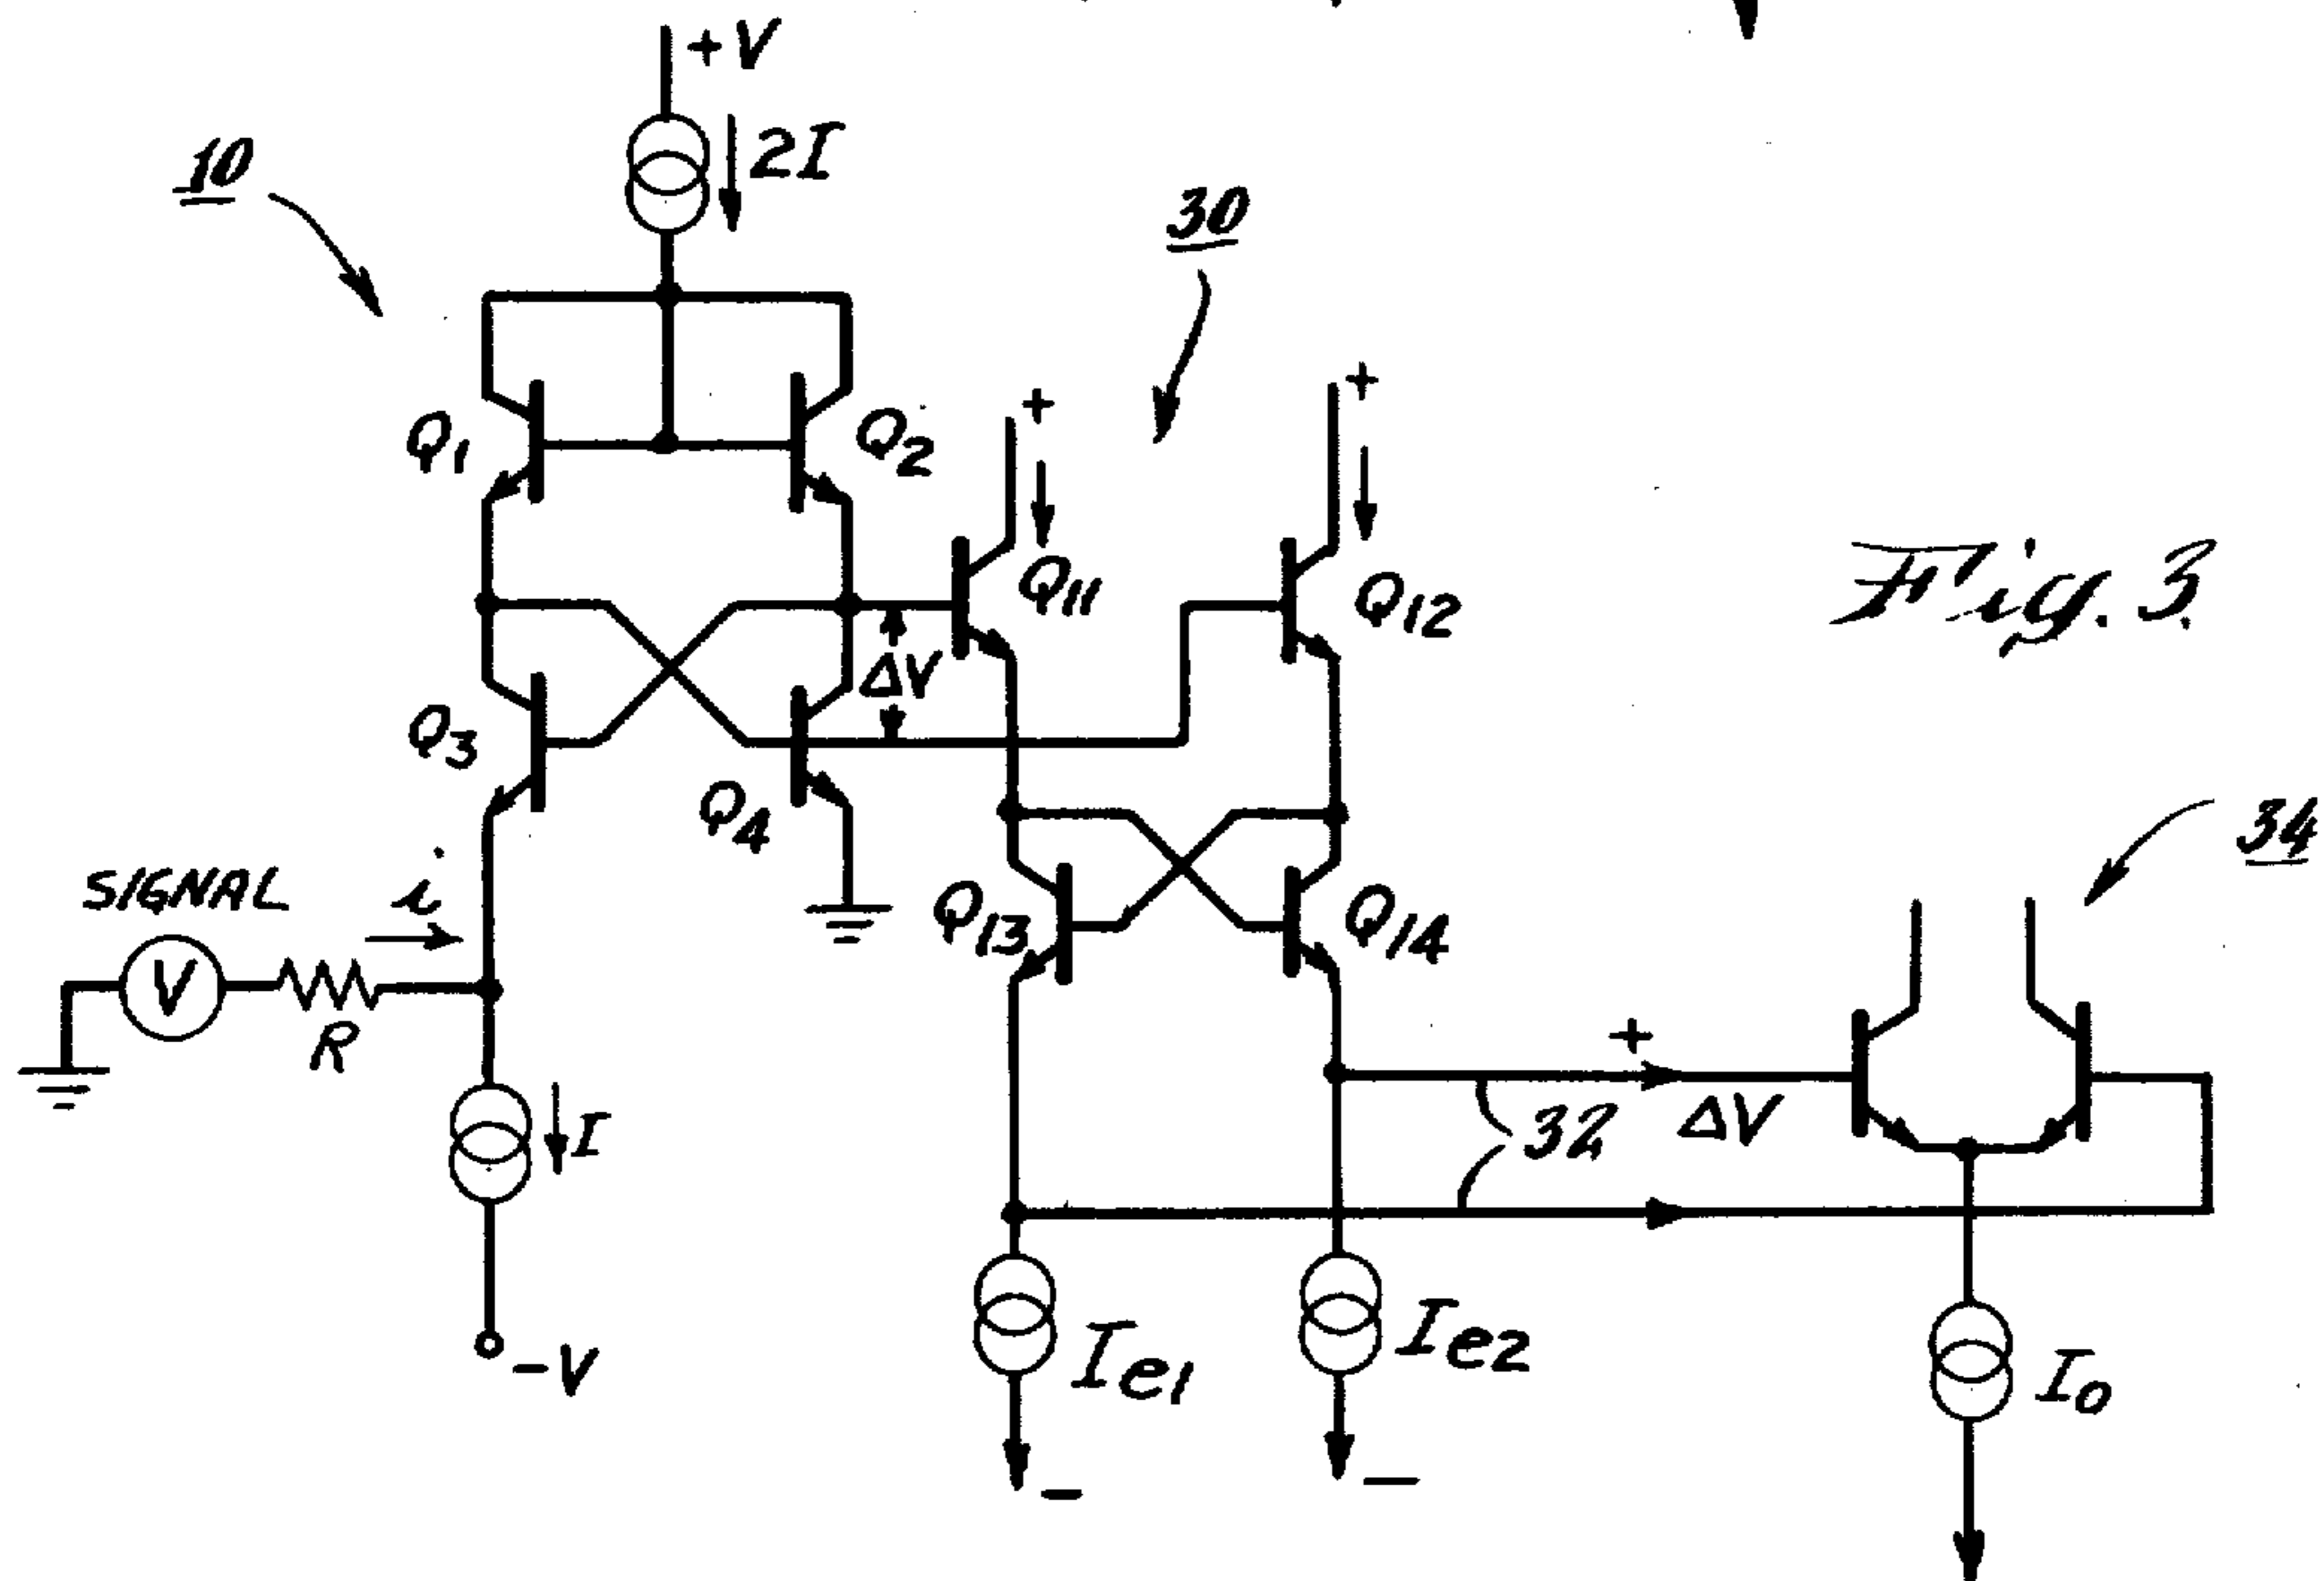 +V
2I
10
30
+
+
Q1
Q2
Q11
Q12
Fig. 3.
ΔV
Q3
Q4
Q13
Q14
34
SIGNAL
i
V
R
I
-V
+
ΔV
32
Ie1
Ie2
I0
-
-